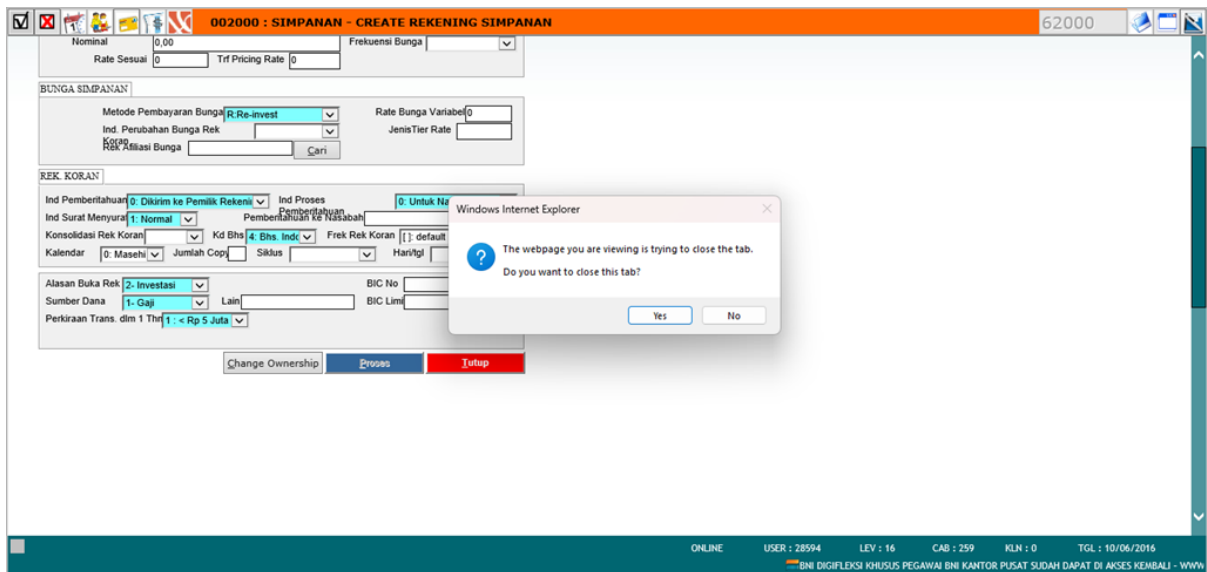 002000 : SIMPANAN - CREATE REKENING SIMPANAN 62000
Nominal 0,00 Frekuensi Bunga
Rate Sesuai 0 Trf Pricing Rate 0
BUNGA SIMPANAN
Metode Pembayaran Bunga R:Re-invest Rate Bunga Variabel 0
Ind. Perubahan Bunga Rek Koran JenisTier Rate
Rek Afiliasi Bunga Cari
REK. KORAN
Ind Pemberitahuan 0: Dikirim ke Pemilik Rekeni Ind Proses Pemberitahuan 0: Untuk Na
Ind Surat Menyurat 1: Normal Pemberitahuan ke Nasabah
Konsolidasi Rek Koran Kd Bhs 4: Bhs. Indo Frek Rek Koran [ ]: default
Kalendar 0: Masehi Jumlah Copy Siklus Hari/tgl
Alasan Buka Rek 2- Investasi BIC No
Sumber Dana 1- Gaji Lain BIC Limi
Perkiraan Trans. dlm 1 Thn 1 : < Rp 5 Juta
Change Ownership Proses Tutup
Windows Internet Explorer
The webpage you are viewing is trying to close the tab.
Do you want to close this tab?
Yes No
ONLINE USER : 28594 LEV : 16 CAB : 259 KLN : 0 TGL : 10/06/2016
BNI DIGIFLEKSI KHUSUS PEGAWAI BNI KANTOR PUSAT SUDAH DAPAT DI AKSES KEMBALI - WWW